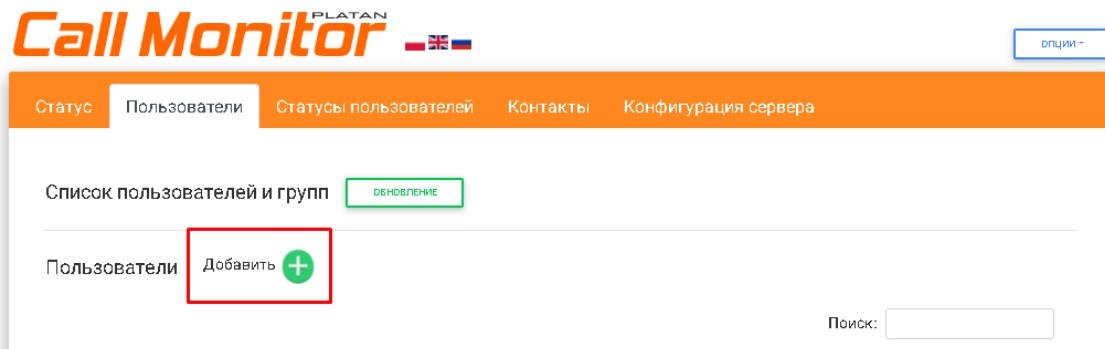 PLATAN
Call Monitor
ОПЦИИ
Статус Пользователи Статусы пользователей Контакты Конфигурация сервера
Список пользователей и групп ОБНОВЛЕНИЕ
Пользователи Добавить
Поиск: